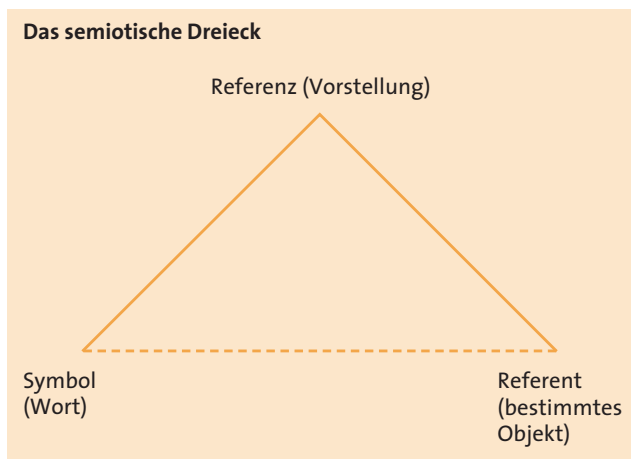 Das semiotische Dreieck
Referenz (Vorstellung)
Symbol
(Wort)
Referent
(bestimmtes
Objekt)